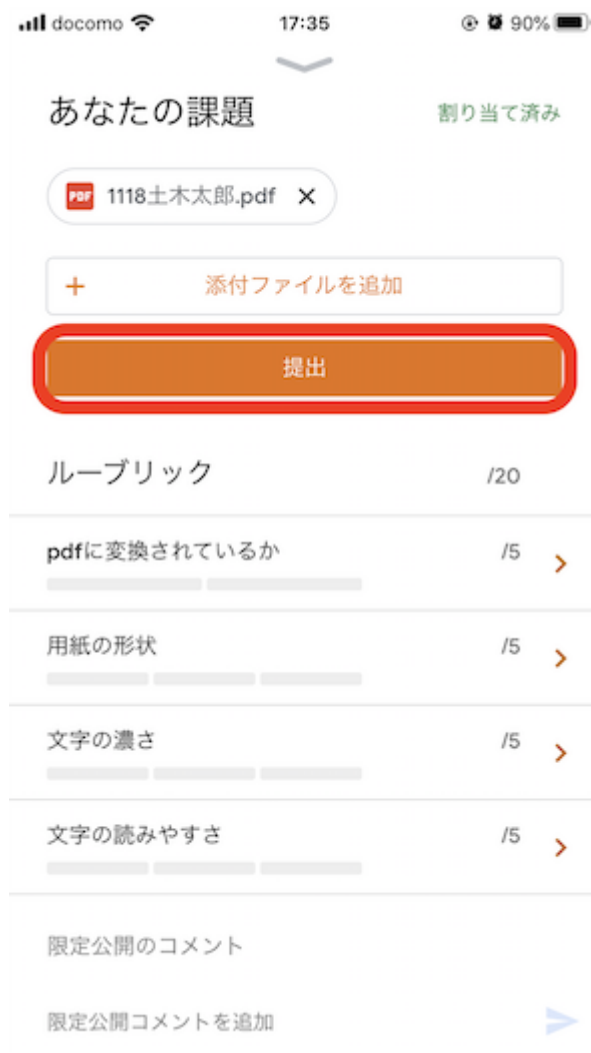 docomo 17:35 90%
あなたの課題 割り当て済み
PDF 1118土木太郎.pdf ×
+ 添付ファイルを追加
提出
ルーブリック /20
pdfに変換されているか /5
用紙の形状 /5
文字の濃さ /5
文字の読みやすさ /5
限定公開のコメント
限定公開コメントを追加